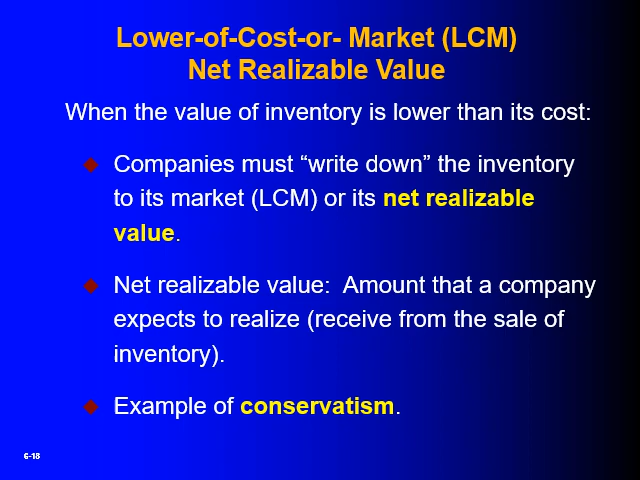 Lower-of-Cost-or- Market (LCM)
Net Realizable Value
When the value of inventory is lower than its cost:
Companies must “write down” the inventory
to its market (LCM) or its net realizable
value.
Net realizable value:  Amount that a company
expects to realize (receive from the sale of
inventory).
Example of conservatism.
6-18